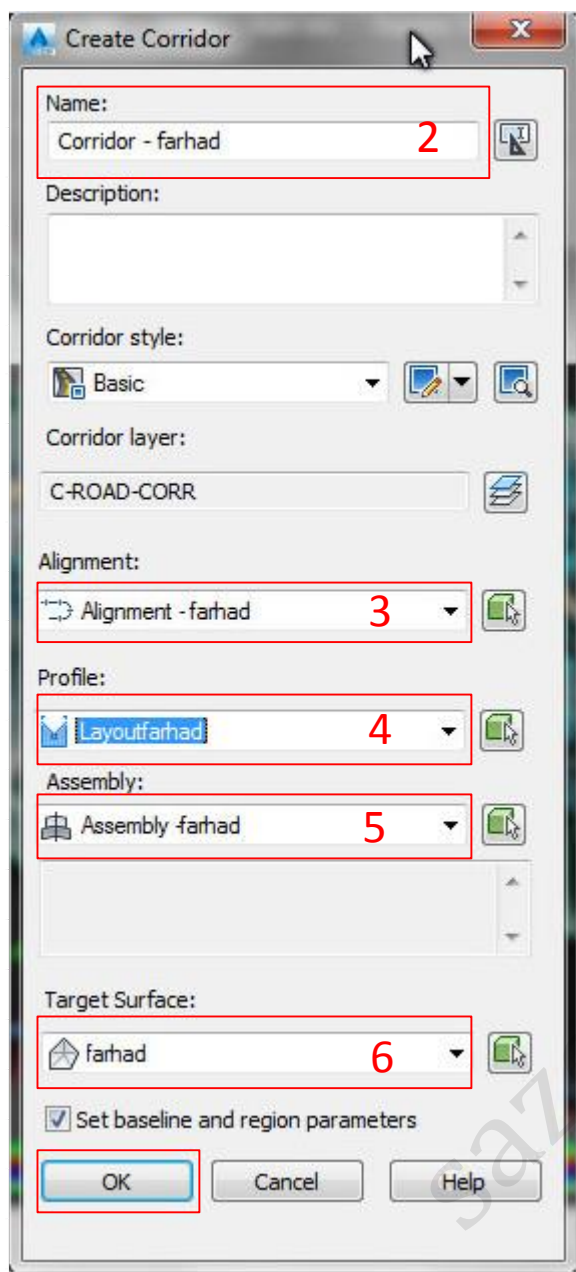 Create Corridor
Name:
Corridor - farhad 2
Description:
Corridor style:
Basic
Corridor layer:
C-ROAD-CORR
Alignment:
Alignment - farhad 3
Profile:
Layoutfarhad 4
Assembly:
Assembly -farhad 5
Target Surface:
farhad 6
Set baseline and region parameters
OK Cancel Help
saz